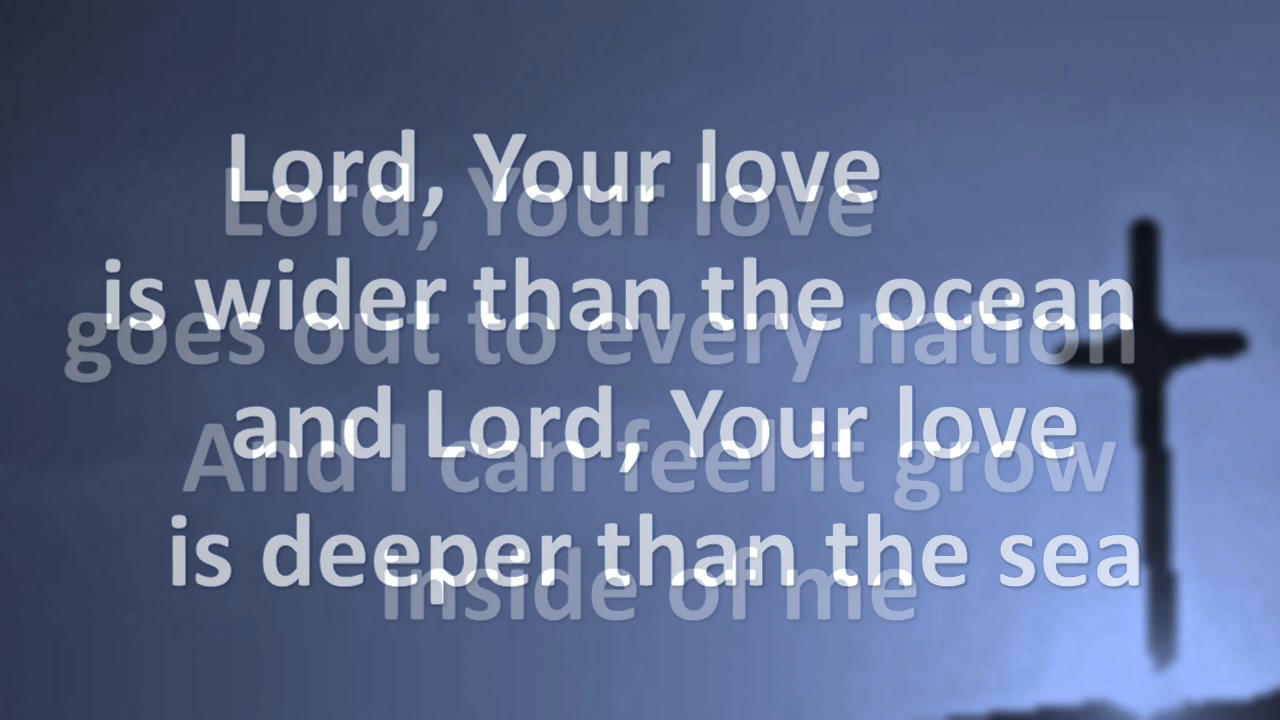 Lord, Your love
is wider than the ocean
and Lord, Your love
is deeper than the sea
Lord, Your love
goes out to every nation
And I can feel it grow
inside of me